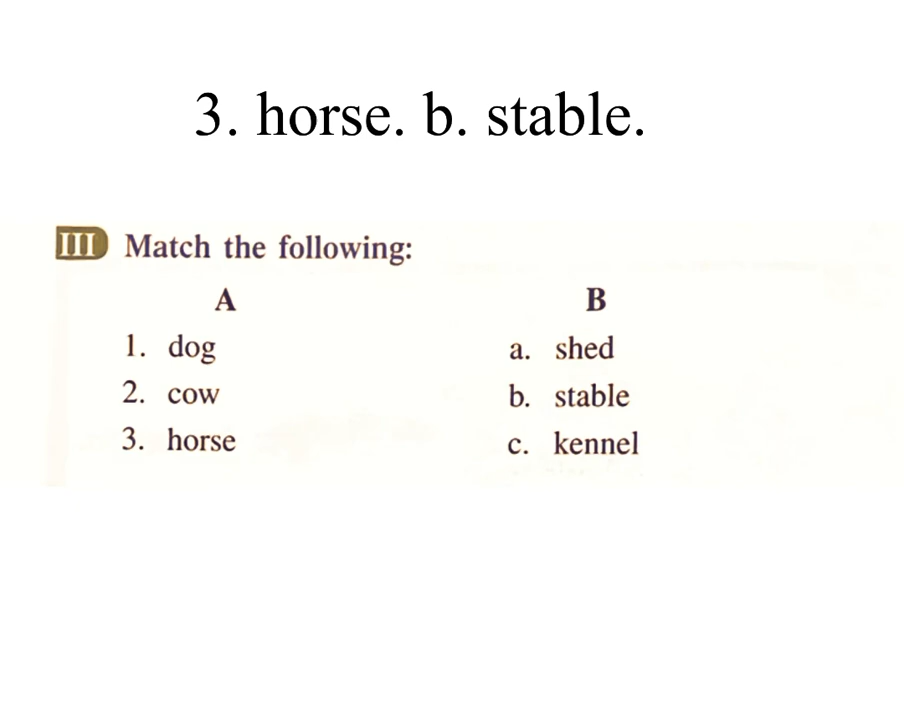 3. horse. b. stable.
III Match the following:
A B
1. dog a. shed
2. cow b. stable
3. horse c. kennel